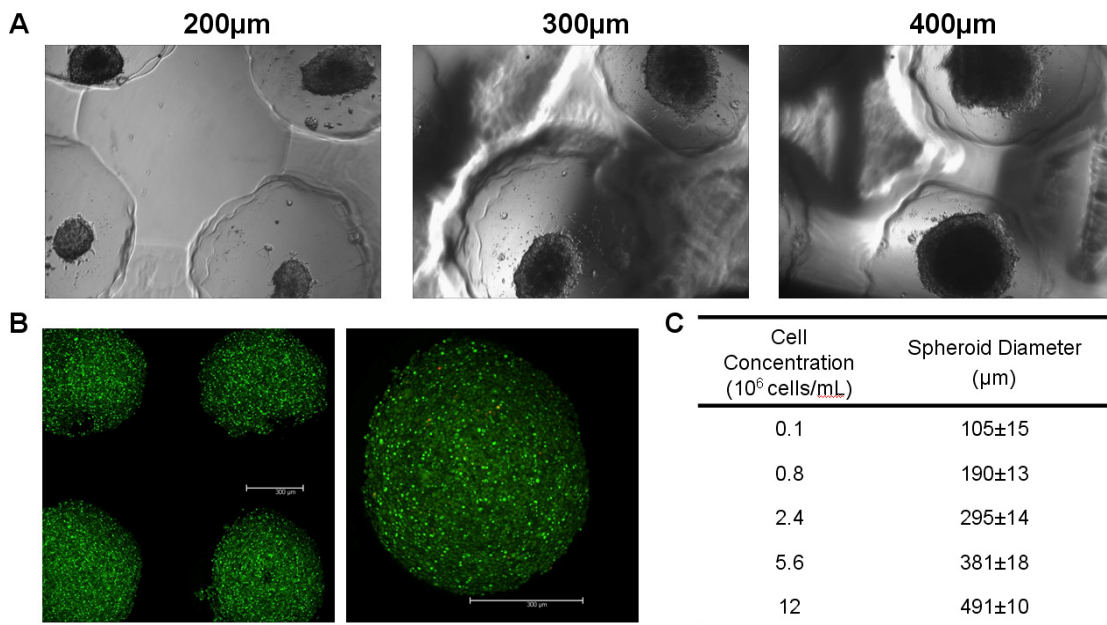 A
200µm
300µm
400µm
B
300 µm
300 µm
C
Cell
Concentration
(10⁶ cells/mL)
Spheroid Diameter
(µm)
0.1 105±15
0.8 190±13
2.4 295±14
5.6 381±18
12 491±10